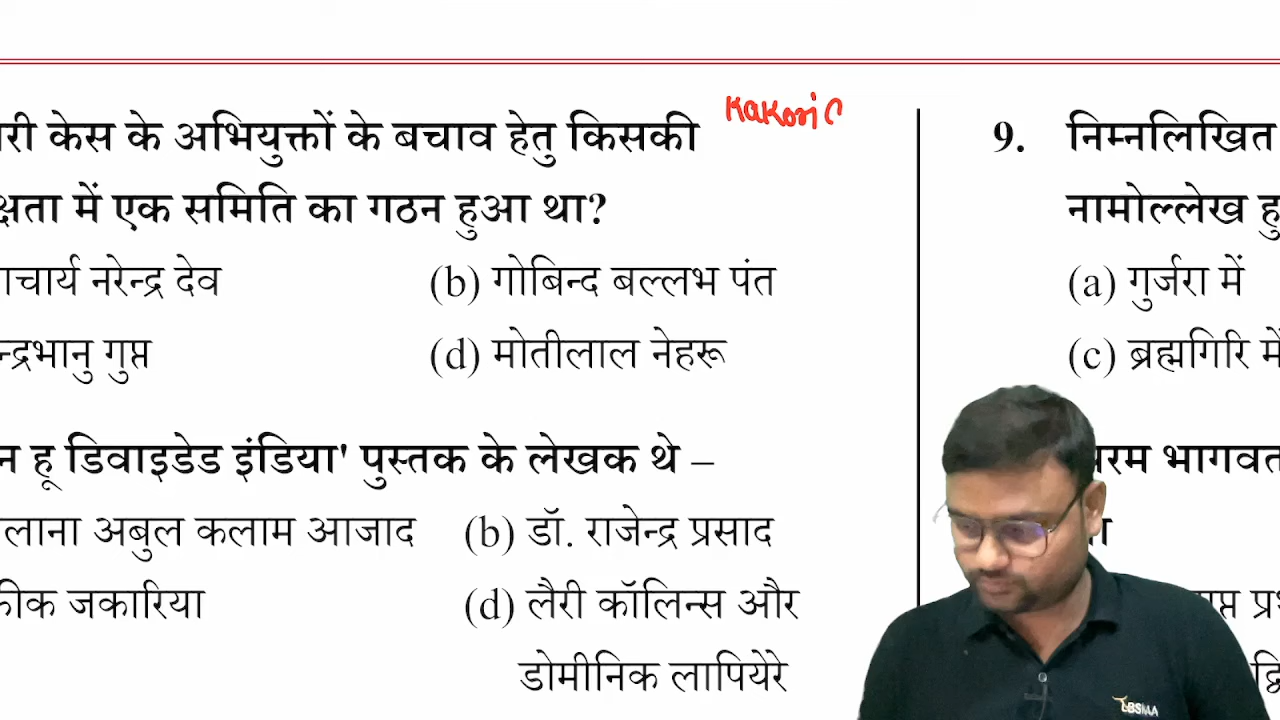 Kakori C
री केस के अभियुक्तों के बचाव हेतु किसकी
क्षता में एक समिति का गठन हुआ था?
चार्य नरेन्द्र देव (b) गोबिन्द बल्लभ पंत
न्द्रभानु गुप्त (d) मोतीलाल नेहरू
न हू डिवाइडेड इंडिया' पुस्तक के लेखक थे –
लाना अबुल कलाम आजाद (b) डॉ. राजेन्द्र प्रसाद
क जकारिया (d) लैरी कॉलिन्स और
डोमीनिक लापियेरे
9. निम्नलिखित
नामोल्लेख हु
(a) गुर्जरा में
(c) ब्रह्मगिरि में
रम भागवत